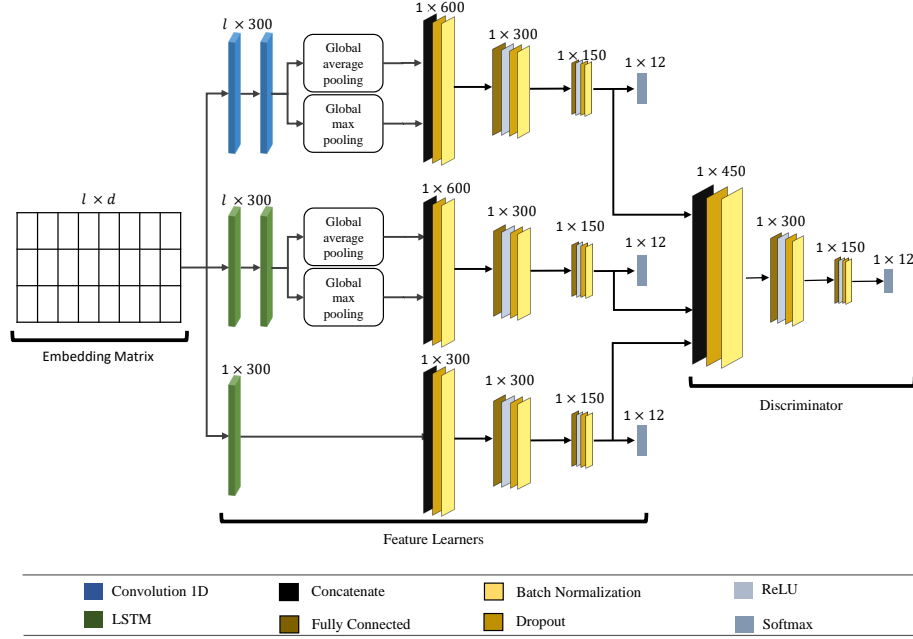 l × 300
Global
average
pooling
Global
max
pooling
1 × 600
1 × 300
1 × 150
1 × 12
l × d
Embedding Matrix
l × 300
Global
average
pooling
Global
max
pooling
1 × 600
1 × 300
1 × 150
1 × 12
1 × 450
1 × 300
1 × 150
1 × 12
Discriminator
1 × 300
1 × 300
1 × 300
1 × 150
1 × 12
Feature Learners
Convolution 1D
Concatenate
Batch Normalization
ReLU
LSTM
Fully Connected
Dropout
Softmax